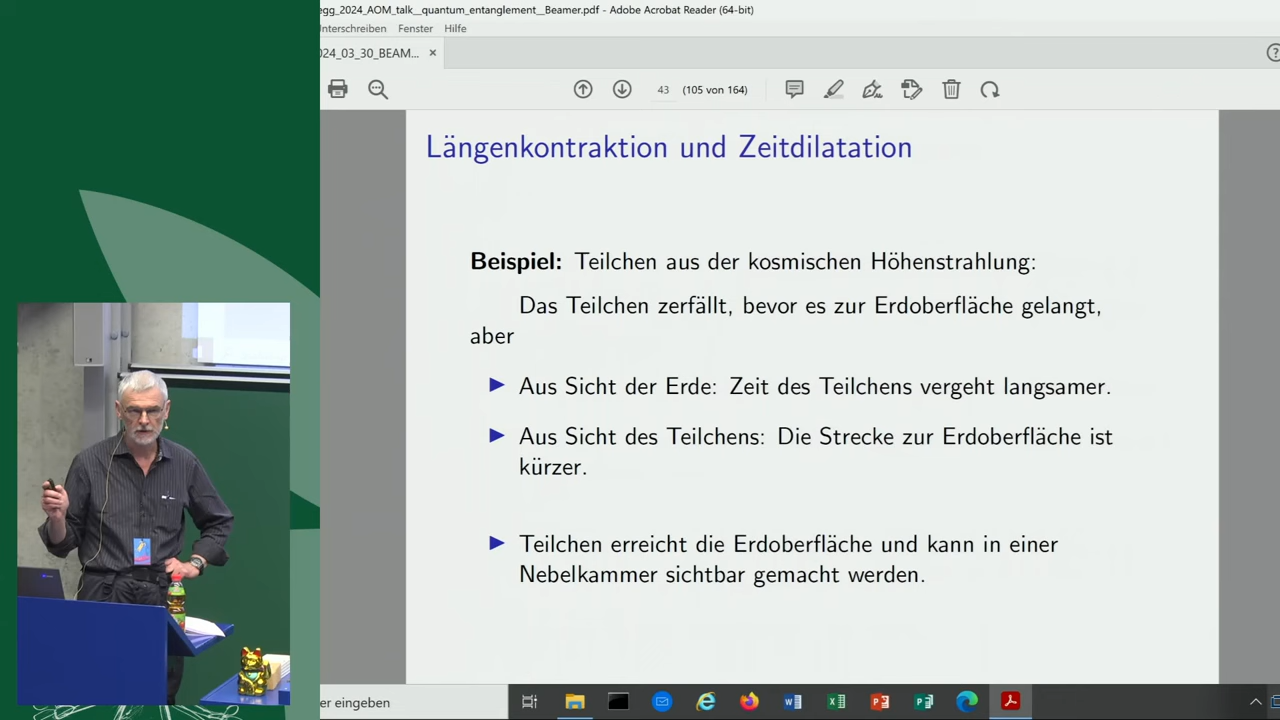 egg_2024_AOM_talk__quantum_entanglement__Beamer.pdf - Adobe Acrobat Reader (64-bit)
Unterschreiben Fenster Hilfe
024_03_30_BEAM... ×
43 (105 von 164)
Längenkontraktion und Zeitdilatation
Beispiel: Teilchen aus der kosmischen Höhenstrahlung:
Das Teilchen zerfällt, bevor es zur Erdoberfläche gelangt,
aber
Aus Sicht der Erde: Zeit des Teilchens vergeht langsamer.
Aus Sicht des Teilchens: Die Strecke zur Erdoberfläche ist
kürzer.
Teilchen erreicht die Erdoberfläche und kann in einer
Nebelkammer sichtbar gemacht werden.
er eingeben